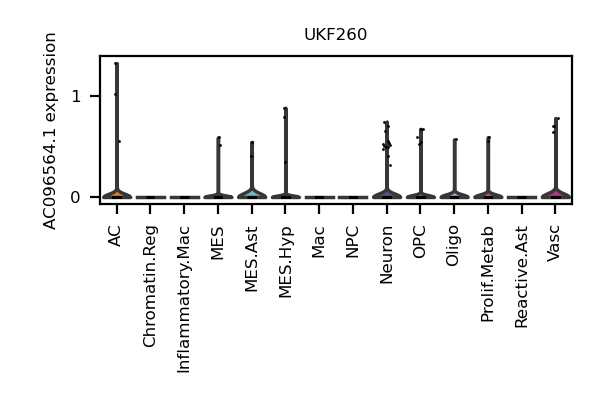 UKF260
AC096564.1 expression
1
0
AC
Chromatin.Reg
Inflammatory.Mac
MES
MES.Ast
MES.Hyp
Mac
NPC
Neuron
OPC
Oligo
Prolif.Metab
Reactive.Ast
Vasc